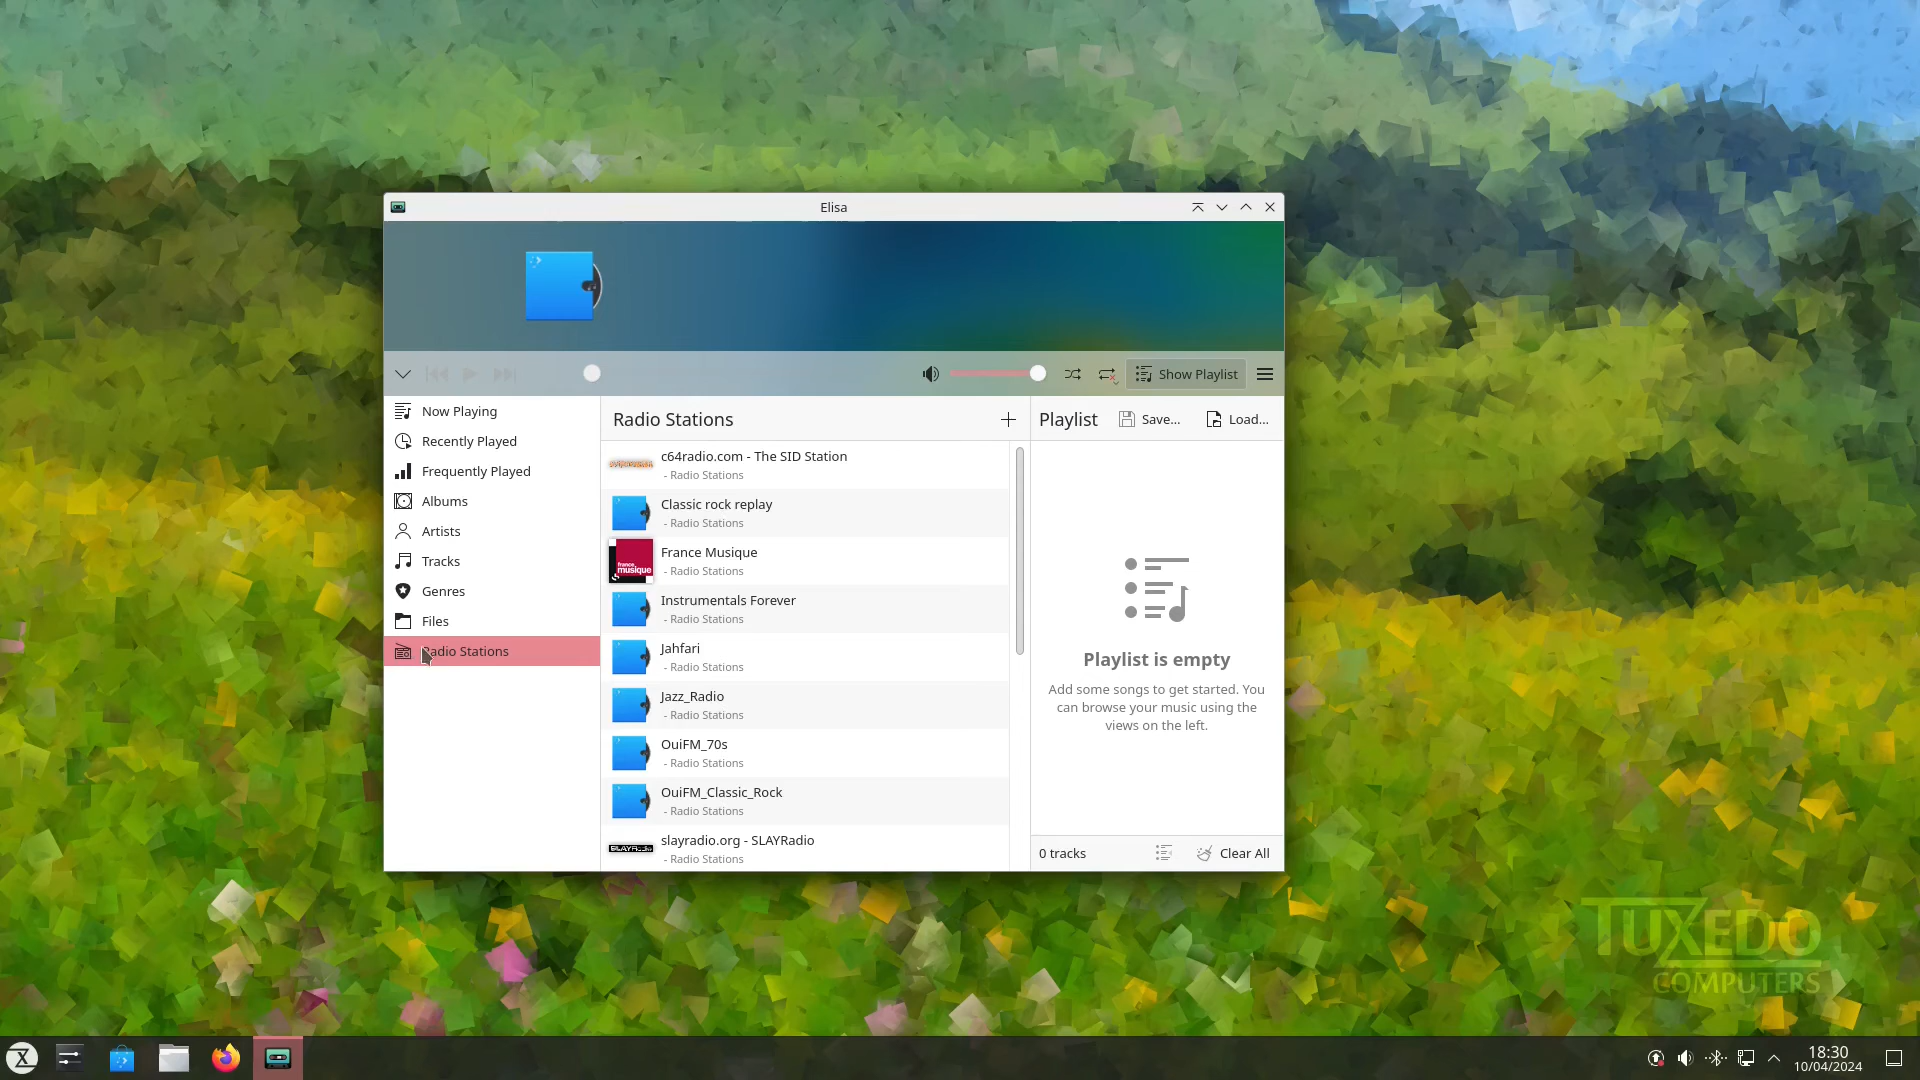 Elisa
Show Playlist
Now Playing
Recently Played
Frequently Played
Albums
Artists
Tracks
Genres
Files
Radio Stations
Radio Stations
c64radio.com - The SID Station
- Radio Stations
Classic rock replay
- Radio Stations
france
musique
France Musique
- Radio Stations
Instrumentals Forever
- Radio Stations
Jahfari
- Radio Stations
Jazz_Radio
- Radio Stations
OuiFM_70s
- Radio Stations
OuiFM_Classic_Rock
- Radio Stations
SLAYRadio
slayradio.org - SLAYRadio
- Radio Stations
Playlist
Save...
Load...
Playlist is empty
Add some songs to get started. You
can browse your music using the
views on the left.
0 tracks
Clear All
TUXEDO
COMPUTERS
18:30
10/04/2024